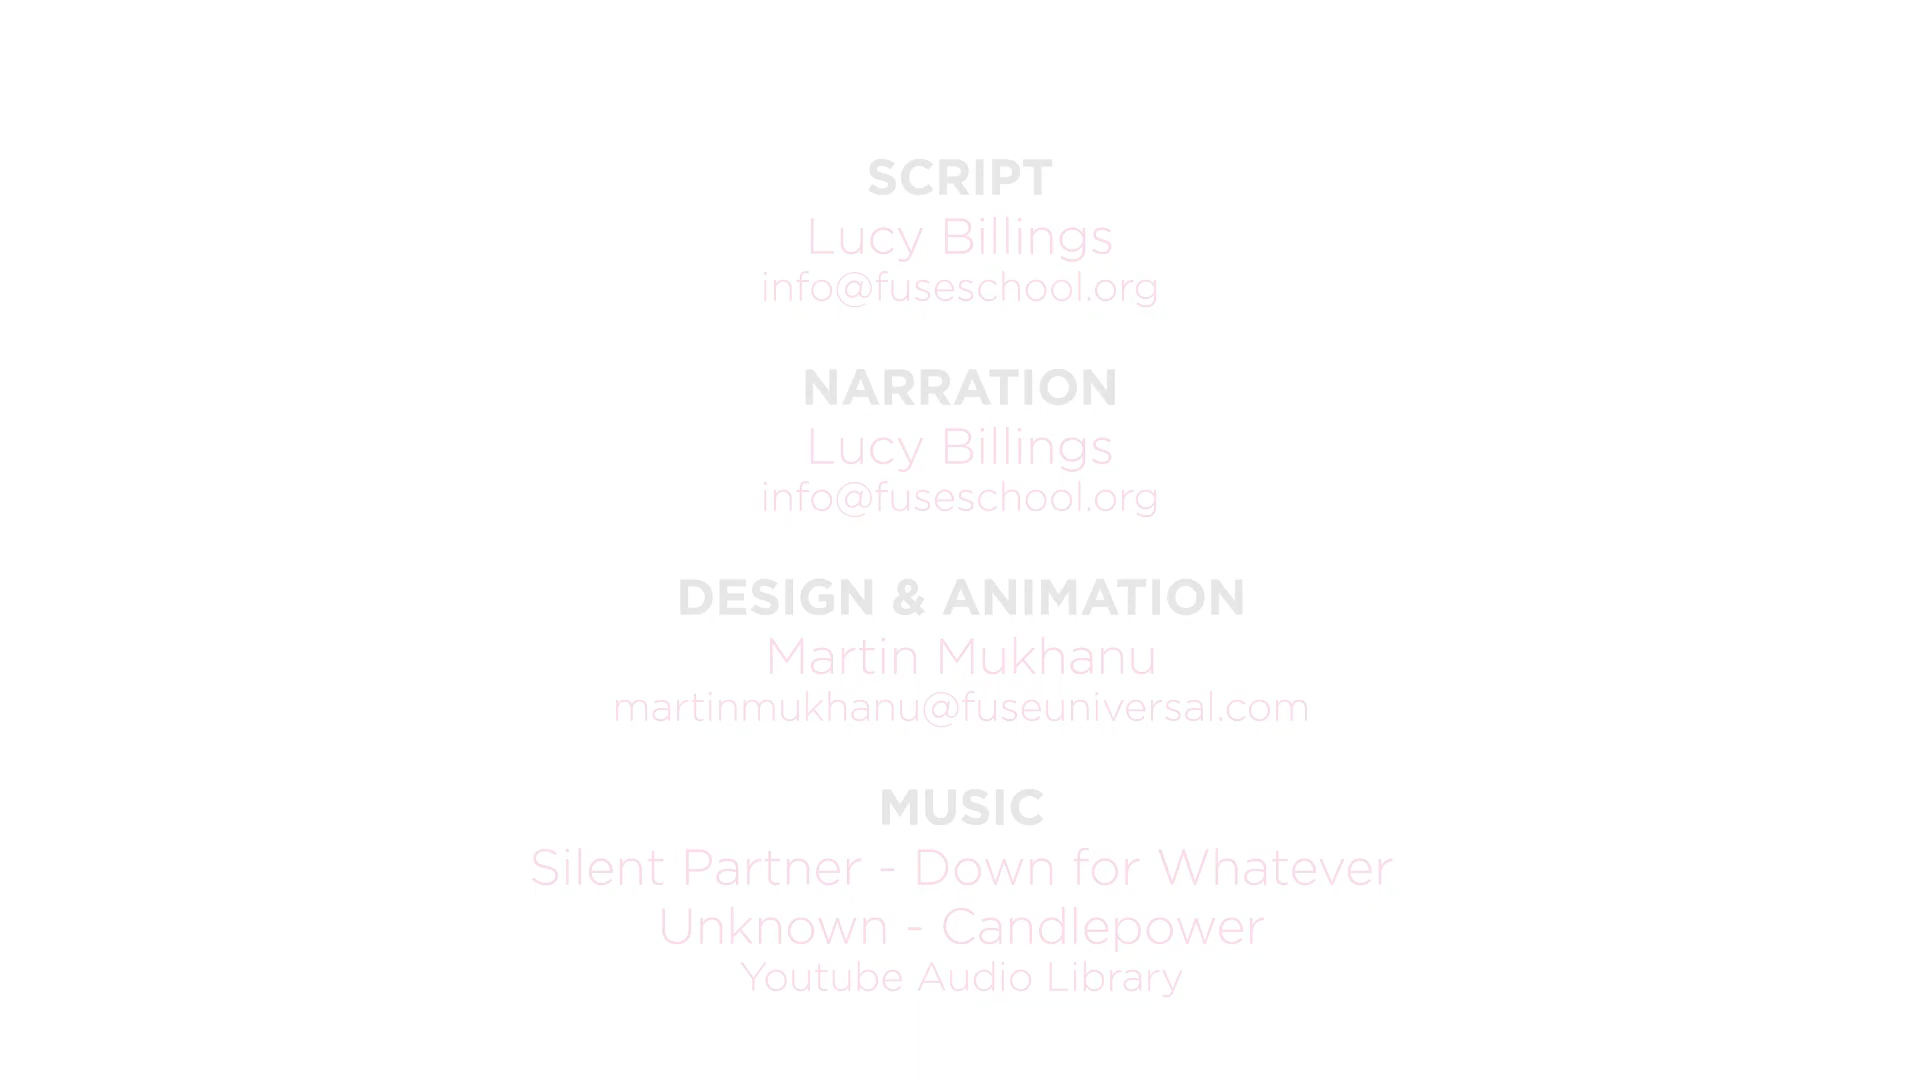 SCRIPT
Lucy Billings
info@fuseschool.org
NARRATION
Lucy Billings
info@fuseschool.org
DESIGN & ANIMATION
Martin Mukhanu
martinmukhanu@fuseuniversal.com
MUSIC
Silent Partner - Down for Whatever
Unknown - Candlepower
Youtube Audio Library